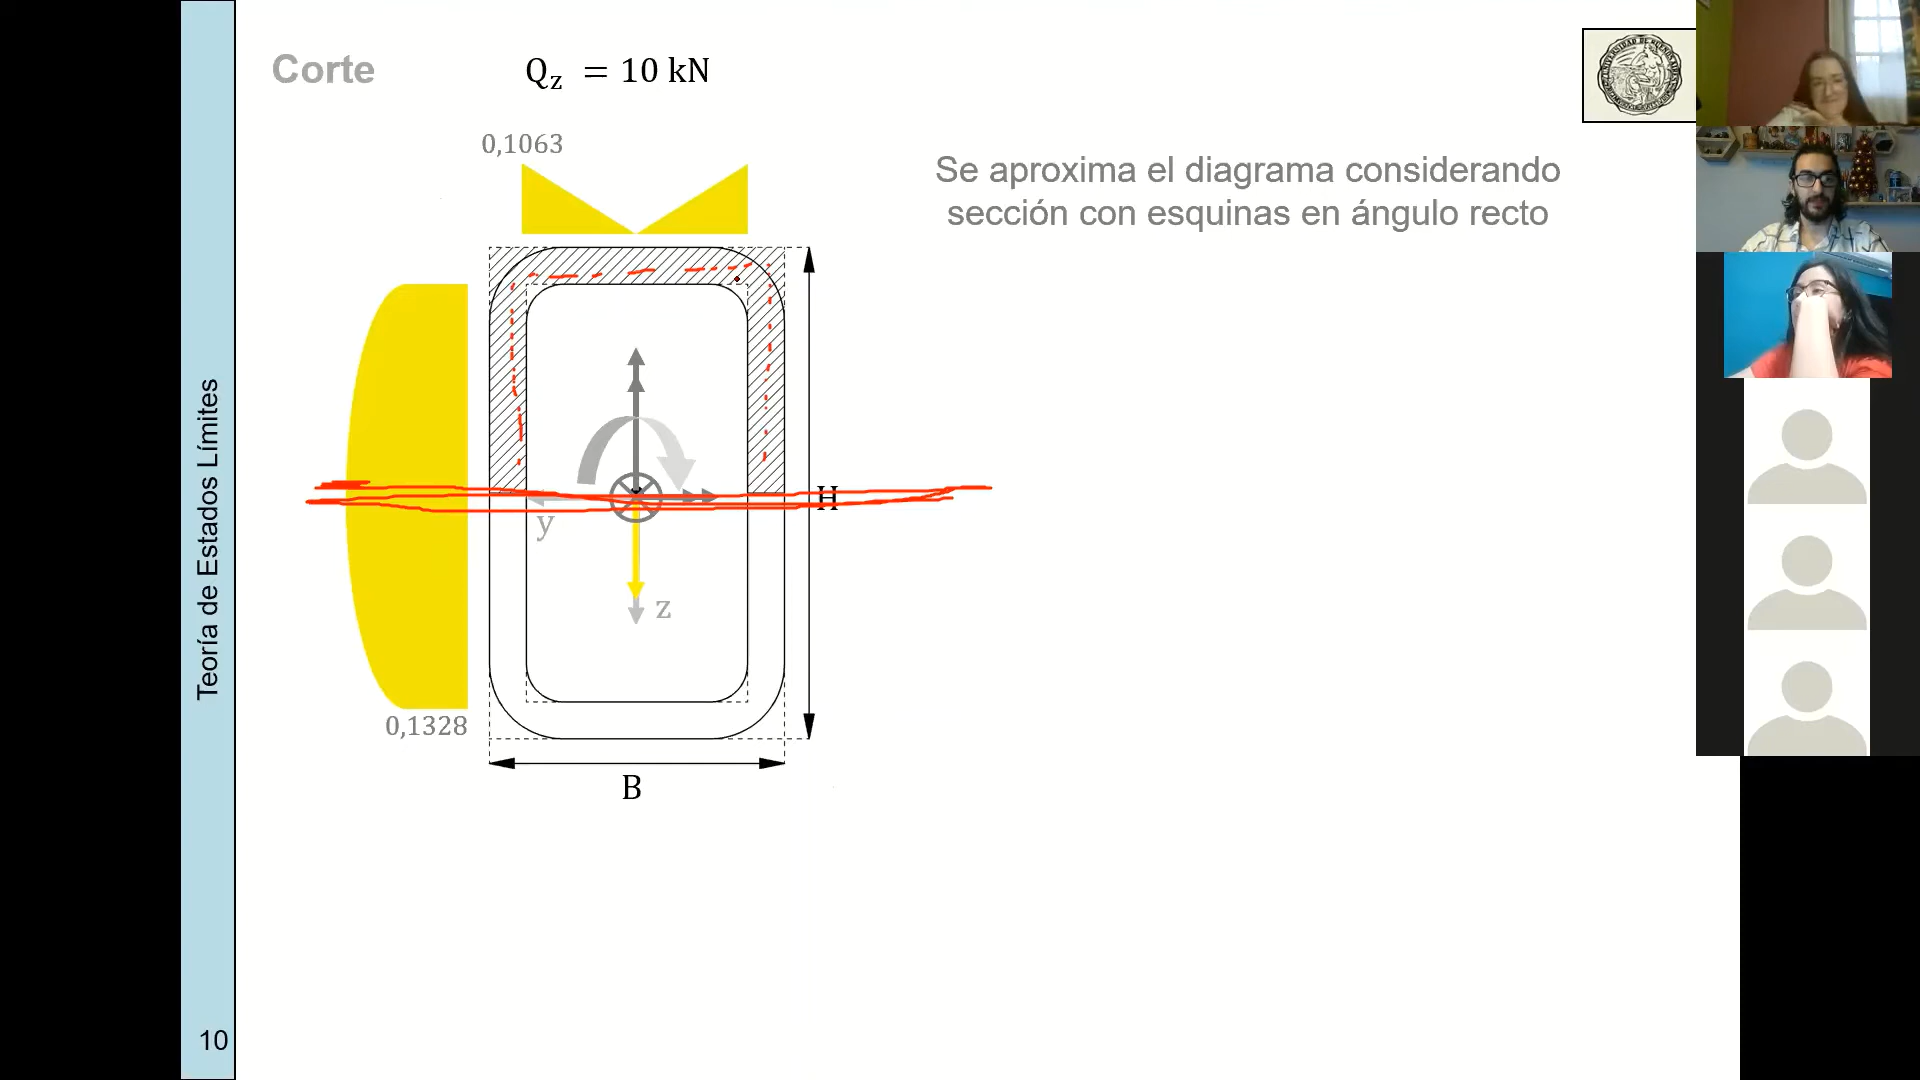 Corte
Q_z = 10 kN
0,1063
Se aproxima el diagrama considerando
sección con esquinas en ángulo recto
H
y
z
0,1328
B
Teoría de Estados Límites
10